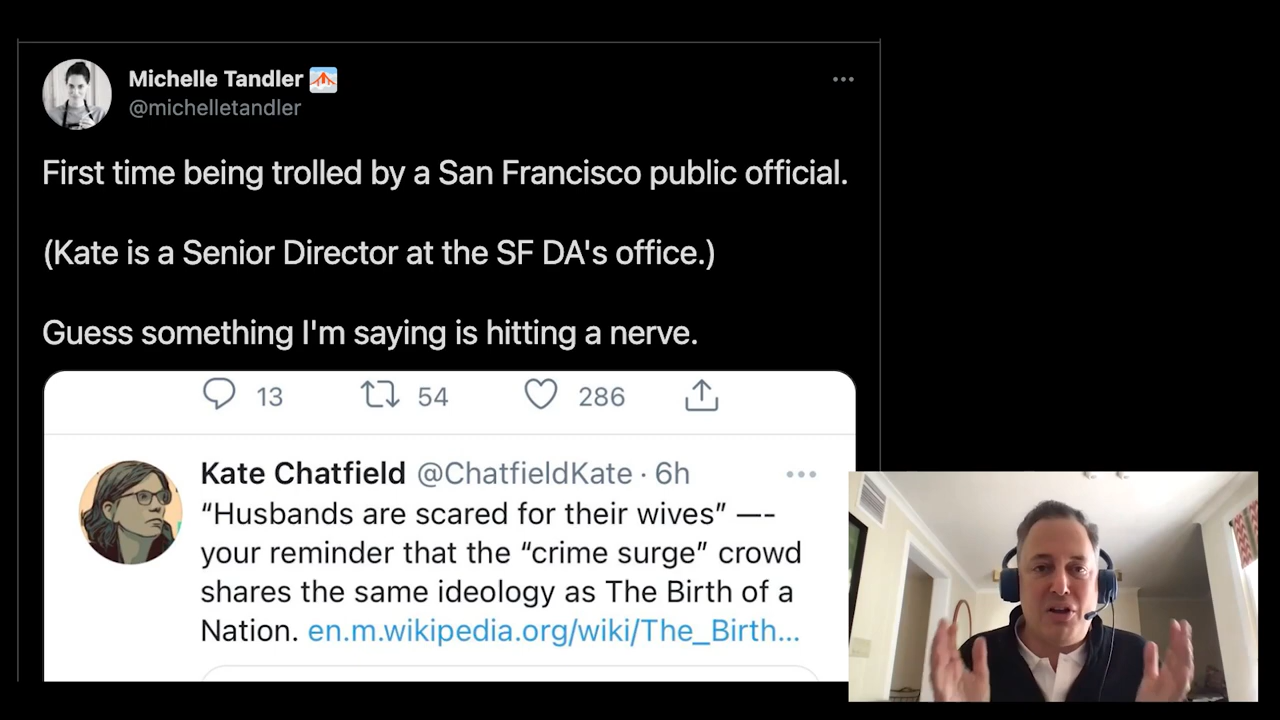 Michelle Tandler
@michelletandler
First time being trolled by a San Francisco public official.
(Kate is a Senior Director at the SF DA's office.)
Guess something I'm saying is hitting a nerve.
13 54 286
Kate Chatfield @ChatfieldKate · 6h
“Husbands are scared for their wives” —-
your reminder that the “crime surge” crowd
shares the same ideology as The Birth of a
Nation. en.m.wikipedia.org/wiki/The_Birth...